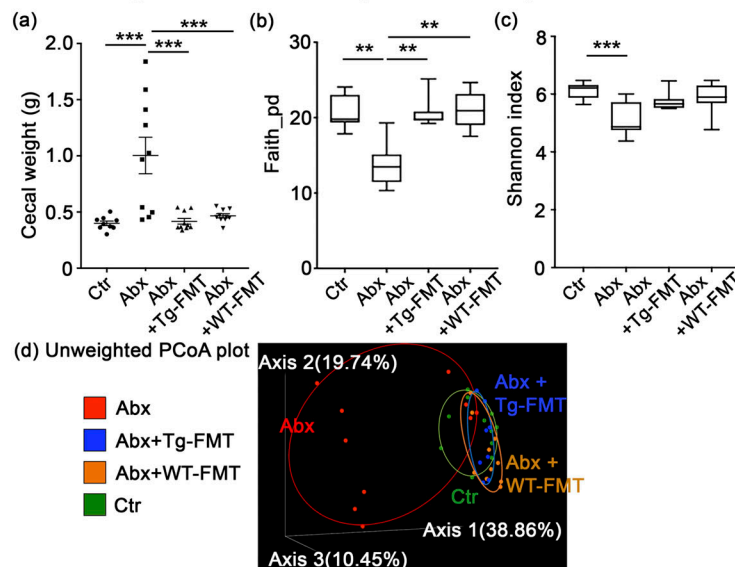 (a)
***
***
***
Cecal weight (g)
2.0
1.5
1.0
0.5
0
Ctr
Abx
Abx
+Tg-FMT
Abx
+WT-FMT
(b)
**
**
**
Faith_pd
30
20
10
0
Ctr
Abx
Abx
+Tg-FMT
Abx
+WT-FMT
(c)
***
Shannon index
8
6
4
2
0
Ctr
Abx
Abx
+Tg-FMT
Abx
+WT-FMT
(d) Unweighted PCoA plot
Abx
Abx+Tg-FMT
Abx+WT-FMT
Ctr
Axis 2(19.74%)
Abx +
Tg-FMT
Abx
Abx +
WT-FMT
Ctr
Axis 1(38.86%)
Axis 3(10.45%)